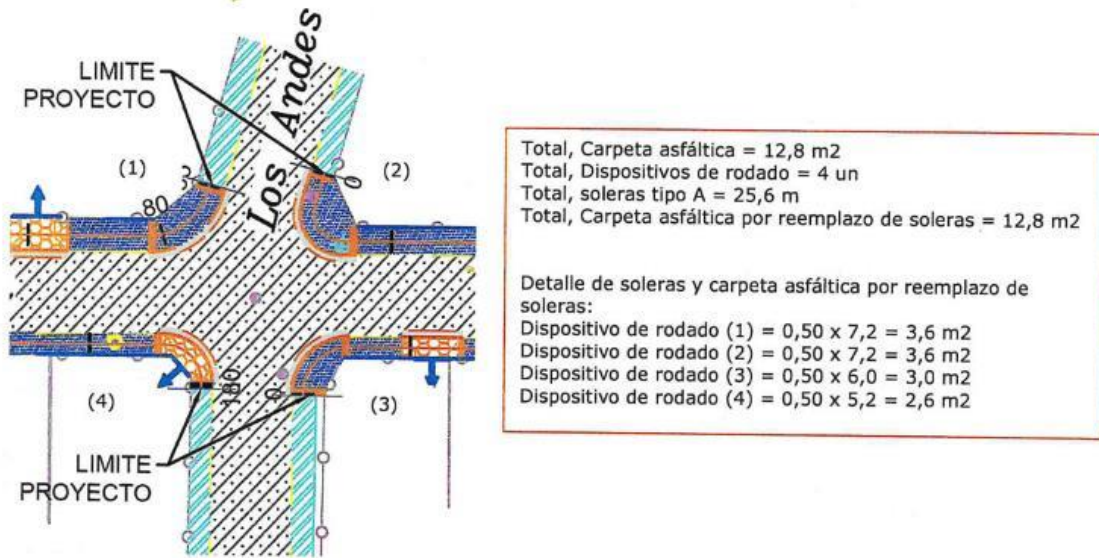 LIMITE
PROYECTO
Los Andes
(1)
(2)
80
0
180
0
(4)
(3)
LIMITE
PROYECTO
Total, Carpeta asfáltica = 12,8 m2
Total, Dispositivos de rodado = 4 un
Total, soleras tipo A = 25,6 m
Total, Carpeta asfáltica por reemplazo de soleras = 12,8 m2
Detalle de soleras y carpeta asfáltica por reemplazo de
soleras:
Dispositivo de rodado (1) = 0,50 x 7,2 = 3,6 m2
Dispositivo de rodado (2) = 0,50 x 7,2 = 3,6 m2
Dispositivo de rodado (3) = 0,50 x 6,0 = 3,0 m2
Dispositivo de rodado (4) = 0,50 x 5,2 = 2,6 m2